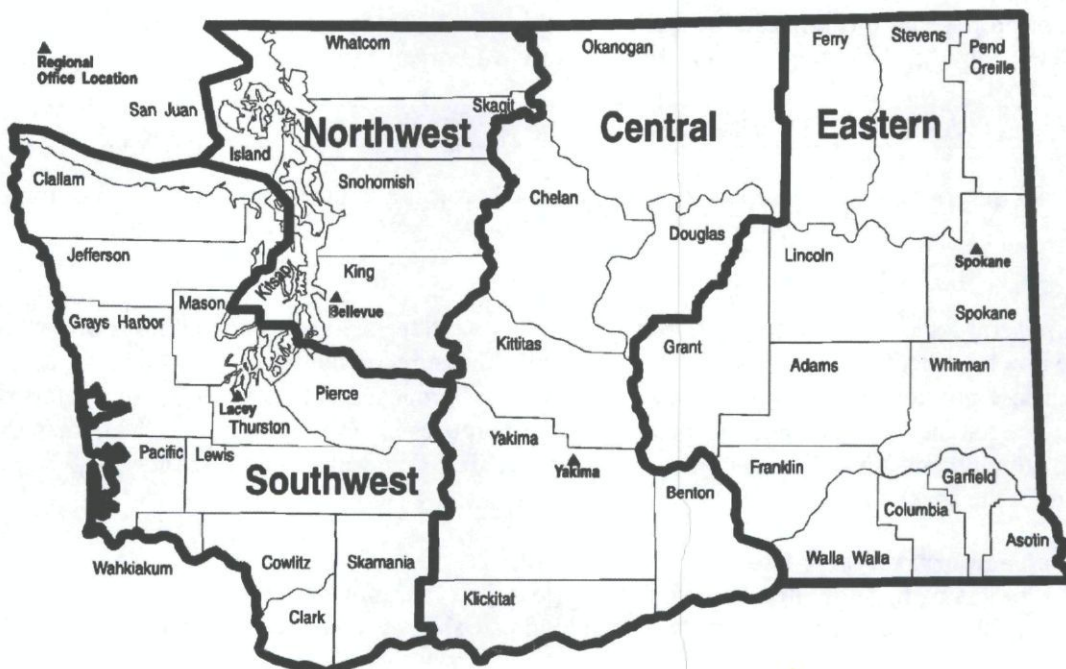 Regional
Office Location
San Juan
Whatcom
Skagit
Northwest
Island
Snohomish
Clallam
Jefferson
Kitsap
King
Bellevue
Mason
Grays Harbor
Pierce
Lacey
Thurston
Pacific
Lewis
Southwest
Wahkiakum
Cowlitz
Skamania
Clark
Okanogan
Central
Chelan
Douglas
Kittitas
Yakima
Yakima
Benton
Klickitat
Ferry
Stevens
Pend
Oreille
Eastern
Lincoln
Spokane
Spokane
Grant
Adams
Whitman
Franklin
Garfield
Columbia
Asotin
Walla Walla